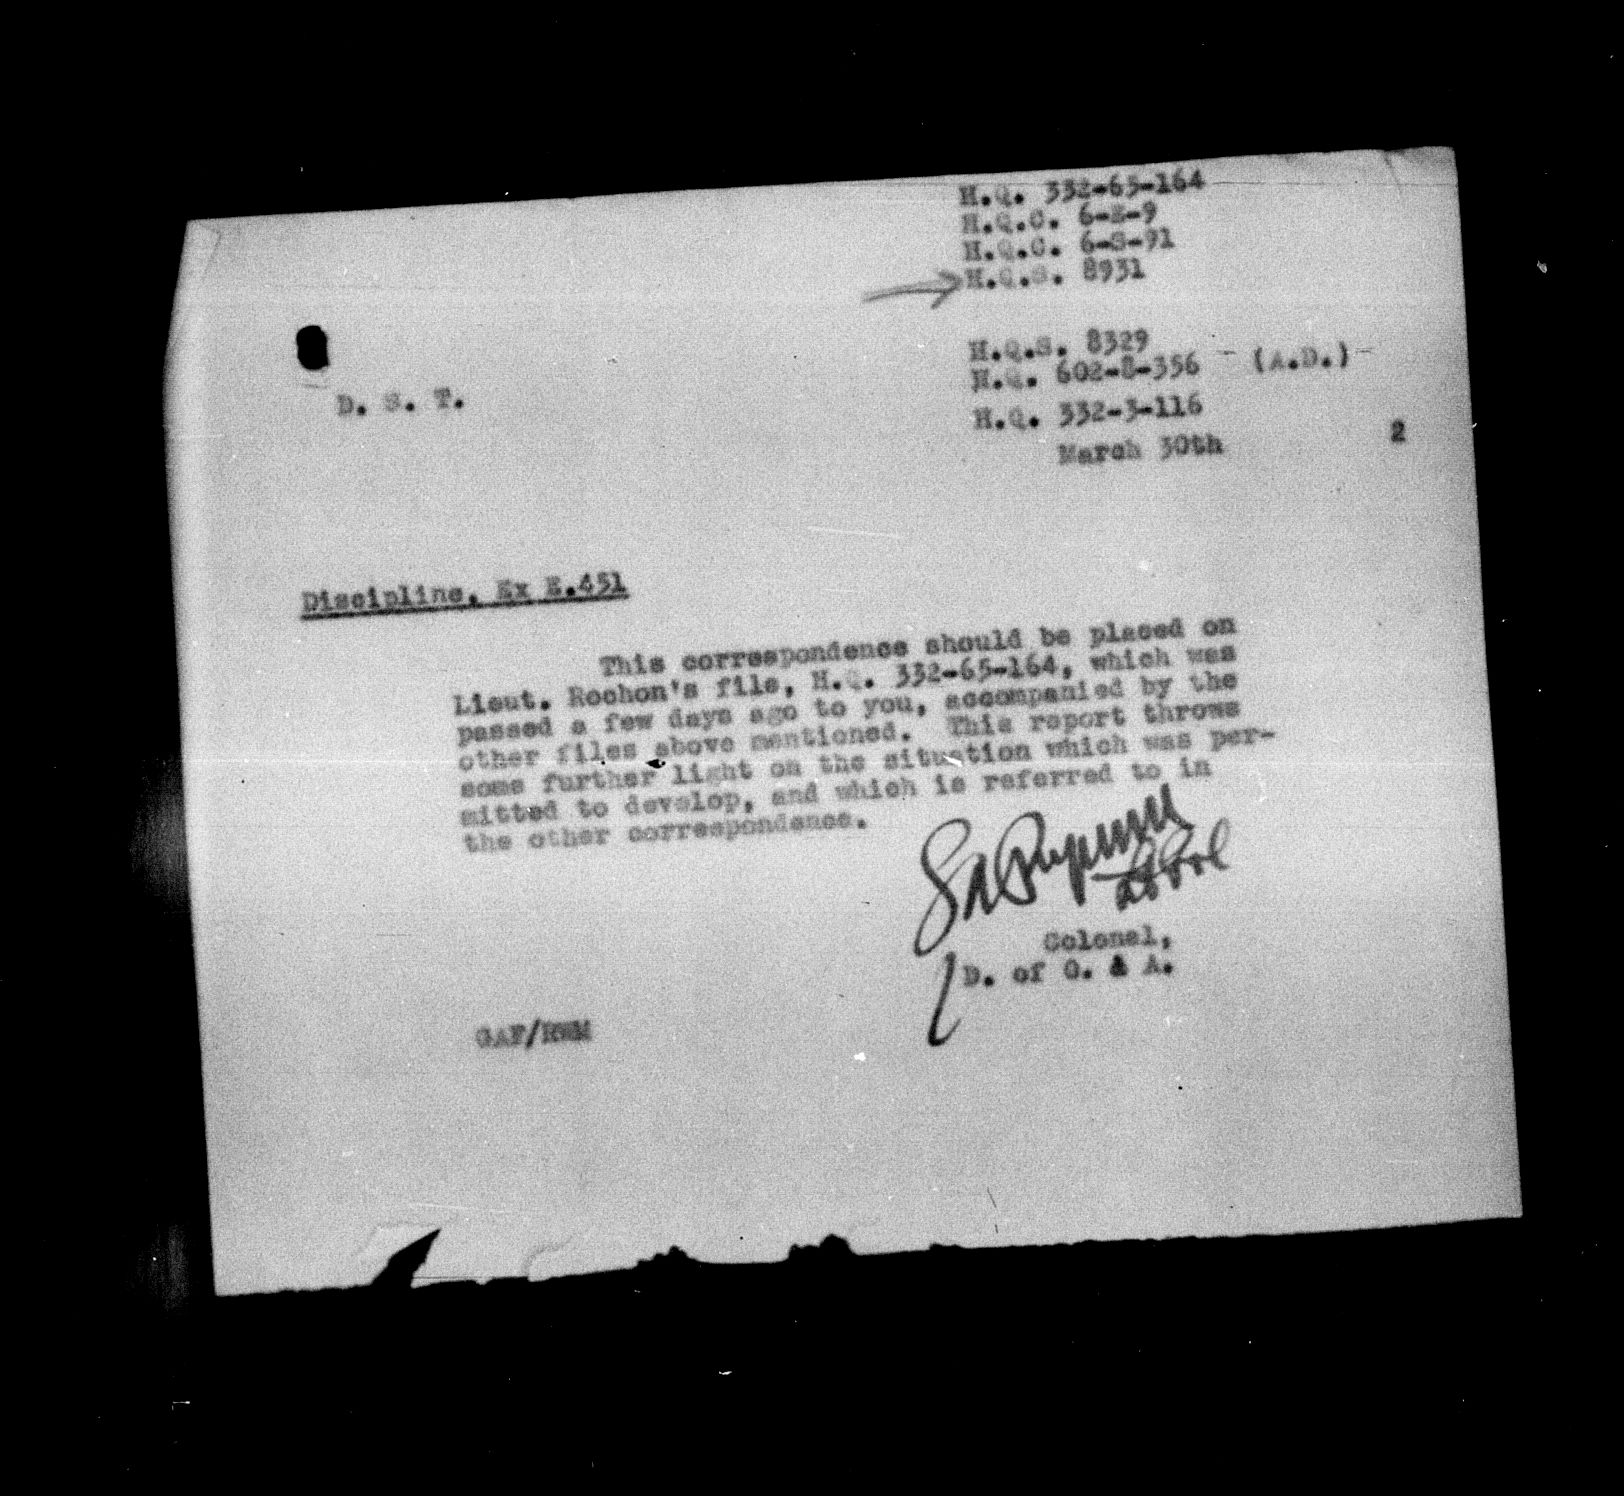 H.Q. 332-65-164
H.Q.C. 6-E-9
H.Q.C. 6-S-91
H.Q.S. 8931
H.Q.S. 8329
H.Q. 602-8-356 - (A.D.) -
D. S. T.
H.Q. 332-3-116
March 30th 2
Discipline. Ex E.451
This correspondence should be placed on
Lieut. Rochon's file, H.Q. 332-65-164, which was
passed a few days ago to you, accompanied by the
other files above mentioned. This report throws
some further light on the situation which was per-
mitted to develop, and which is referred to in
the other correspondence.
Colonel,
D. of O. & A.
GAF/RWM